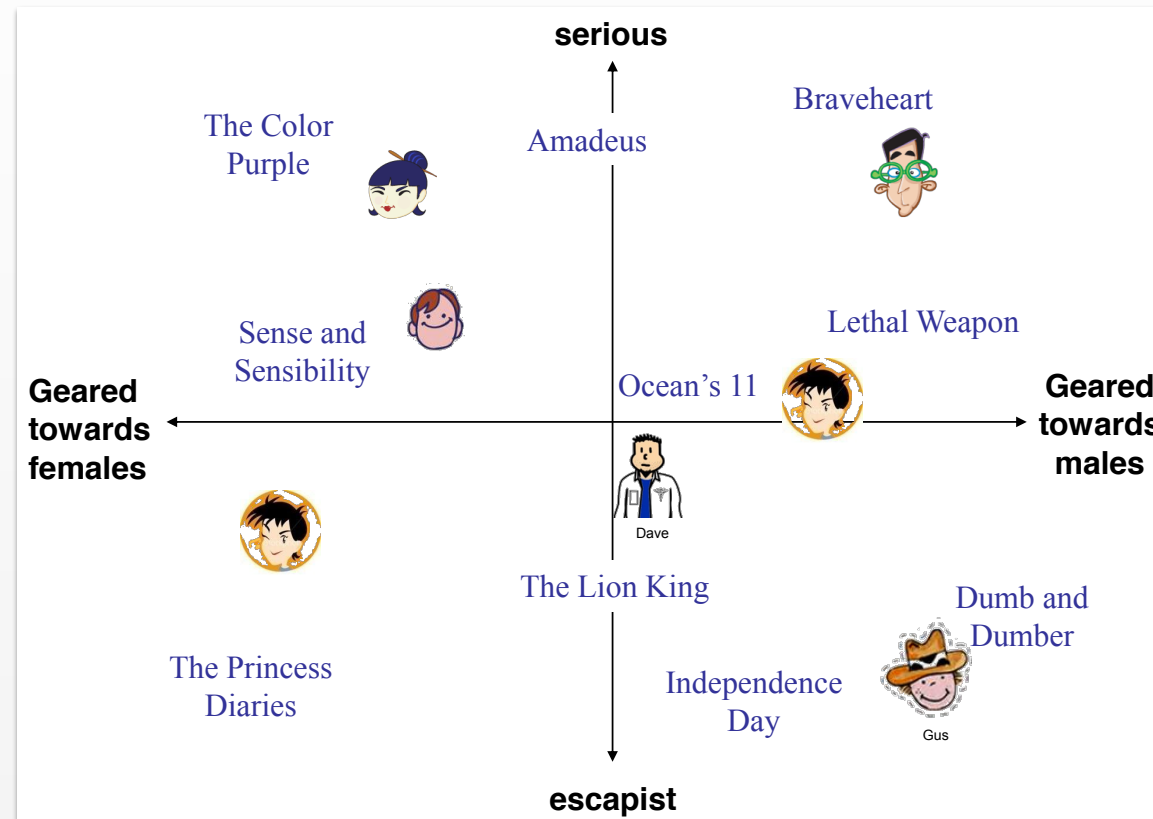 serious
Braveheart
The Color
Purple
Amadeus
Lethal Weapon
Sense and
Sensibility
Ocean's 11
Geared
towards
females
Geared
towards
males
Dave
The Lion King
Dumb and
Dumber
The Princess
Diaries
Independence
Day
Gus
escapist